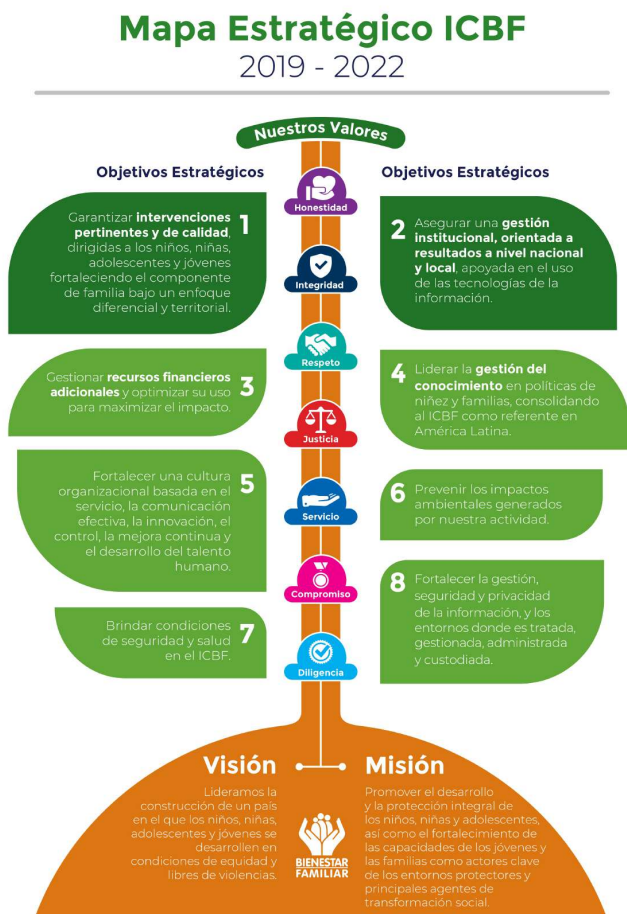 Mapa Estratégico ICBF
2019 - 2022
Nuestros Valores
Objetivos Estratégicos
Objetivos Estratégicos
Honestidad
Integridad
Respeto
Justicia
Servicio
Compromiso
Diligencia
1
Garantizar intervenciones
pertinentes y de calidad,
dirigidas a los niños, niñas,
adolescentes y jóvenes
fortaleciendo el componente
de familia bajo un enfoque
diferencial y territorial.
2
Asegurar una gestión
institucional, orientada a
resultados a nivel nacional
y local, apoyada en el uso
de las tecnologías de la
información.
3
Gestionar recursos financieros
adicionales y optimizar su uso
para maximizar el impacto.
4
Liderar la gestión del
conocimiento en políticas de
niñez y familias, consolidando
al ICBF como referente en
América Latina.
5
Fortalecer una cultura
organizacional basada en el
servicio, la comunicación
efectiva, la innovación, el
control, la mejora continua y
el desarrollo del talento
humano.
6
Prevenir los impactos
ambientales generados
por nuestra actividad.
7
Brindar condiciones
de seguridad y salud
en el ICBF.
8
Fortalecer la gestión,
seguridad y privacidad
de la información, y los
entornos donde es tratada,
gestionada, administrada
y custodiada.
Visión
Lideramos la
construcción de un país
en el que los niños, niñas,
adolescentes y jóvenes se
desarrollen en
condiciones de equidad y
libres de violencias.
BIENESTAR
FAMILIAR
Misión
Promover el desarrollo
y la protección integral de
los niños, niñas y adolescentes,
así como el fortalecimiento de
las capacidades de los jóvenes y
las familias como actores clave
de los entornos protectores y
principales agentes de
transformación social.